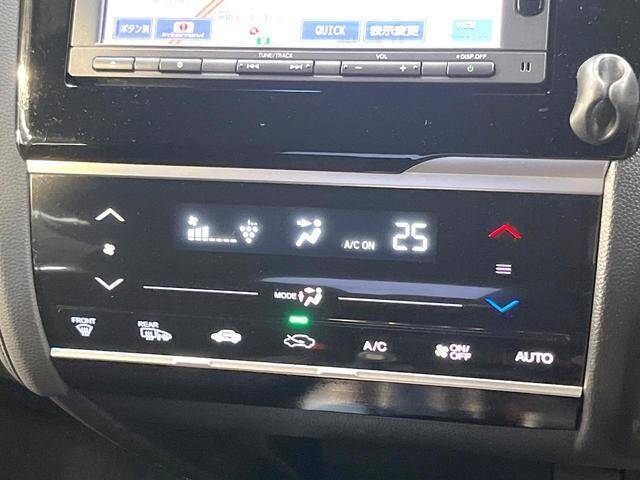 ボタン消 internavi QUICK 表示変更
TUNE/TRACK VOL DISP.OFF
− +
A/C ON 25
MODE
FRONT REAR A/C ON/OFF AUTO